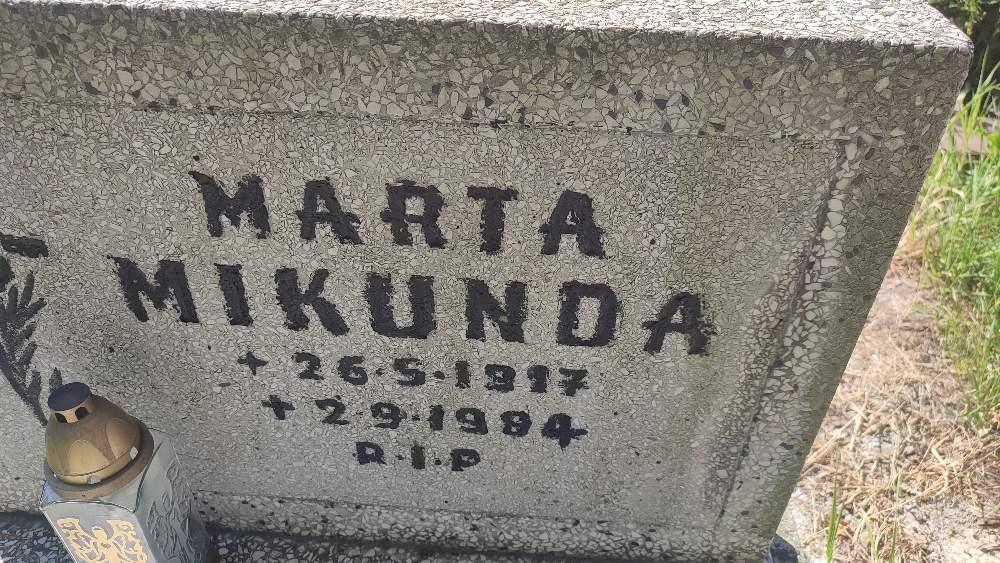 MARTA
MIKUNDA
+ 26·5·1917
+ 2·9·1984
R·I·P